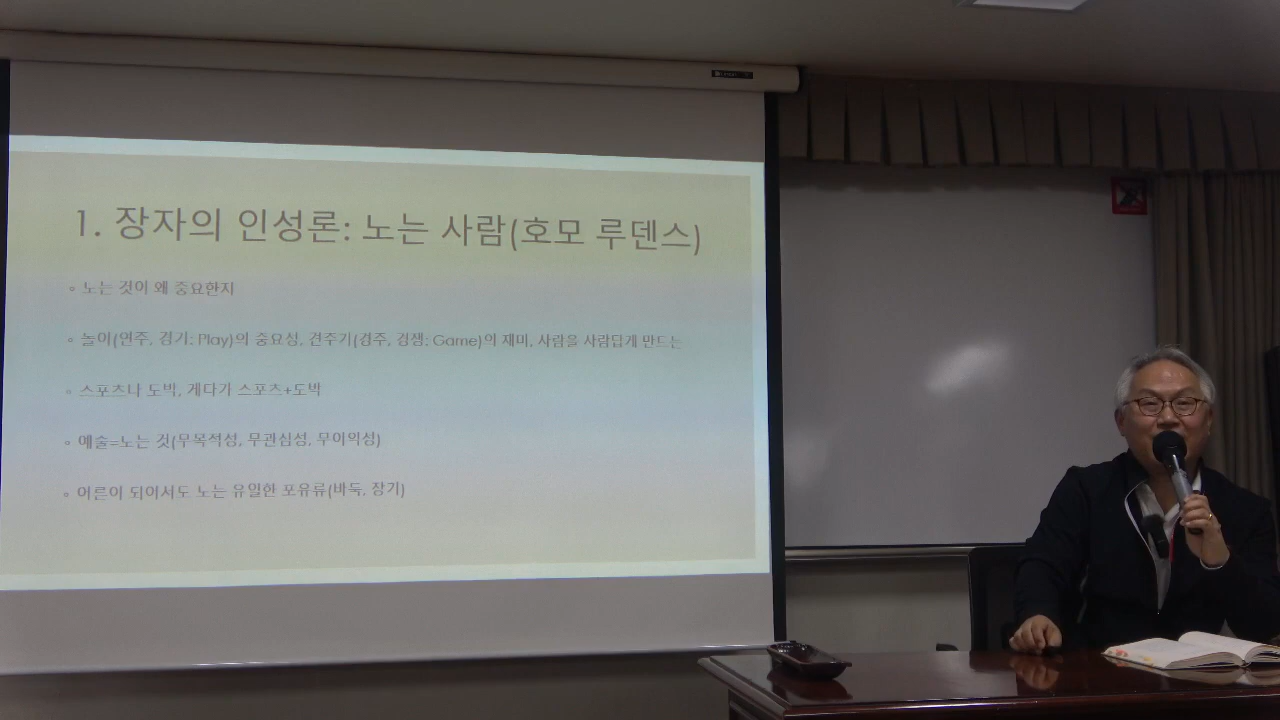 1. 장자의 인성론: 노는 사람(호모 루덴스)
◦ 노는 것이 왜 중요한지
◦ 놀이(연주, 경기: Play)의 중요성, 견주기(경주, 경쟁: Game)의 재미, 사람을 사람답게 만드는
◦ 스포츠나 도박, 게다가 스포츠+도박
◦ 예술=노는 것(무목적성, 무관심성, 무이익성)
◦ 어른이 되어서도 노는 유일한 포유류(바둑, 장기)